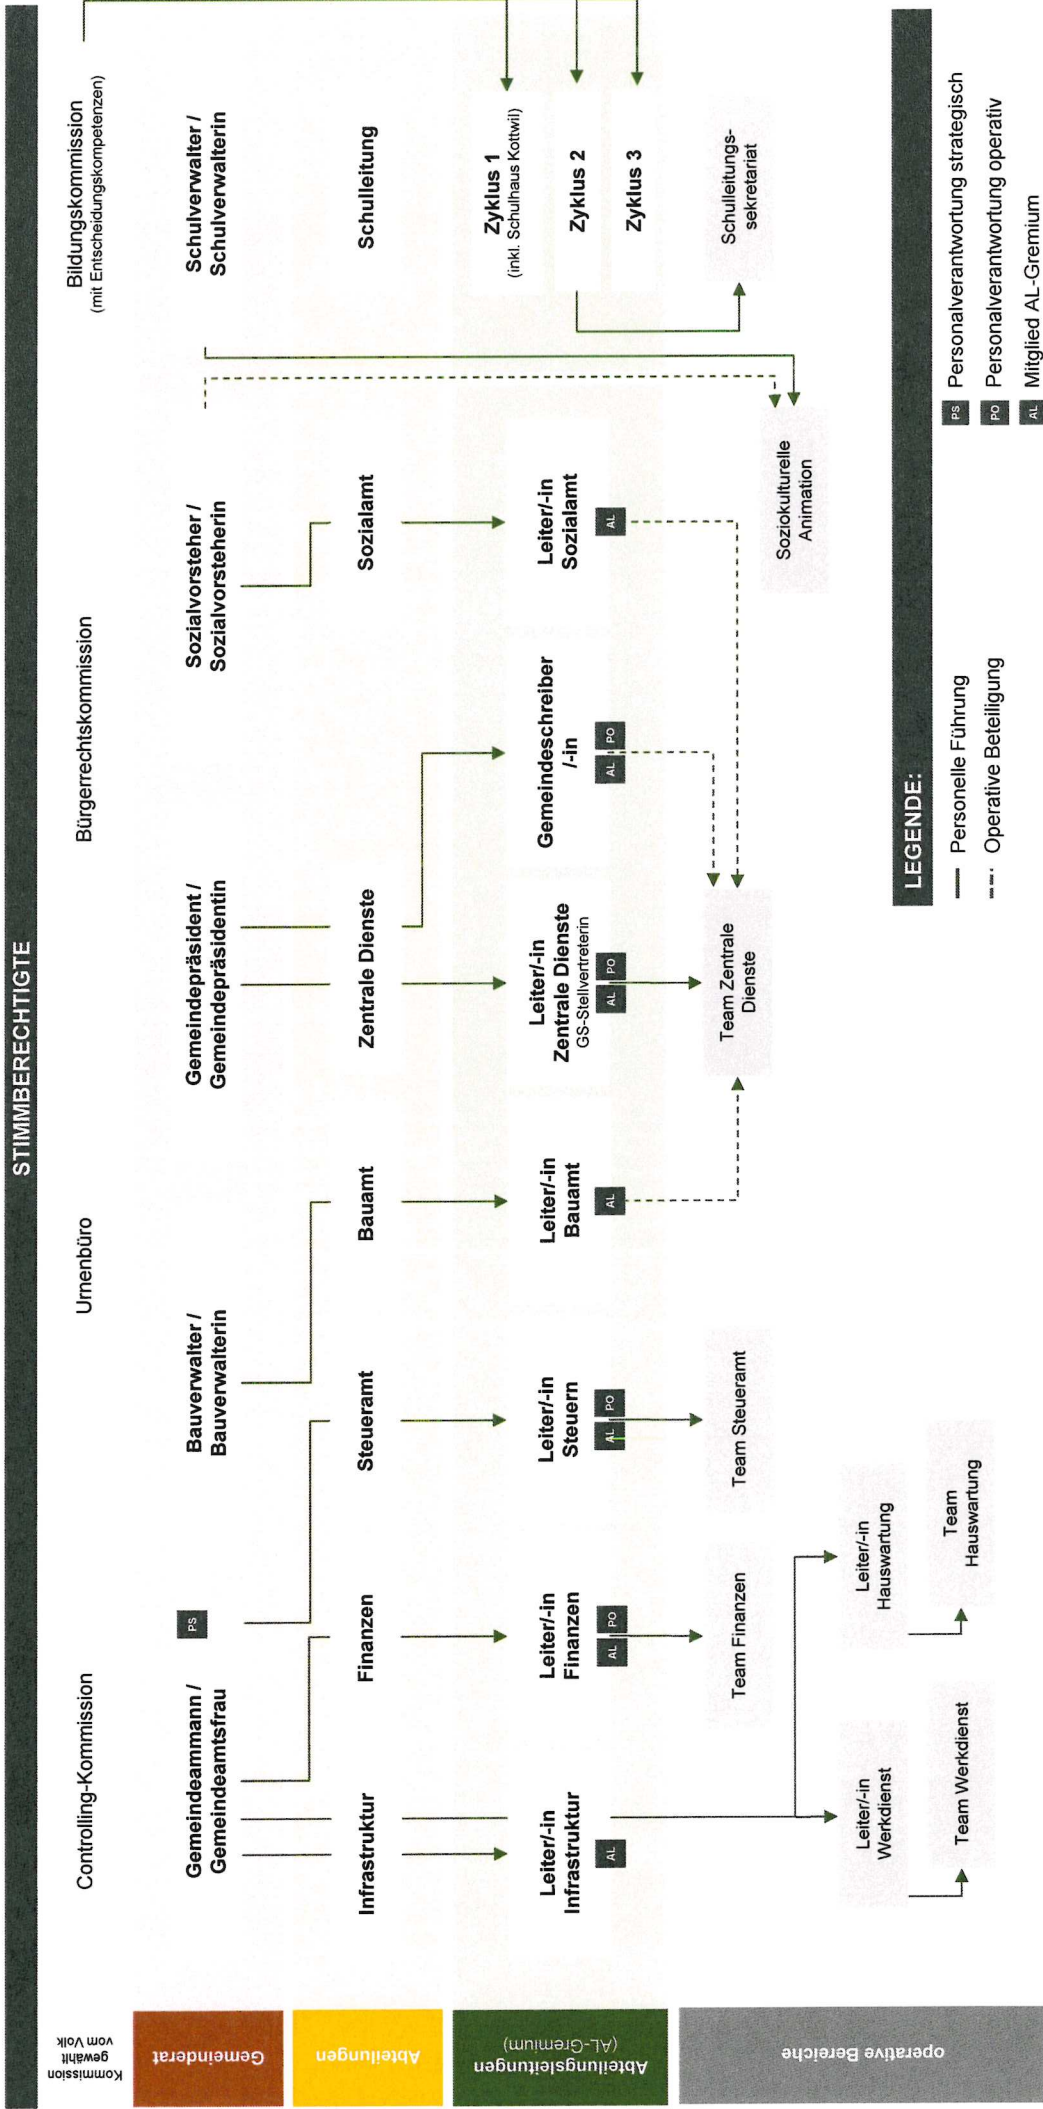 STIMMBERECHTIGTE
Kommission
gewählt
vom Volk
Controlling-Kommission
Urnenbüro
Bürgerrechtskommission
Bildungskommission
(mit Entscheidungskompetenzen)
Gemeinderat
Gemeindeammann /
Gemeindeamtsfrau
PS
Bauverwalter /
Bauverwalterin
Gemeindepräsident /
Gemeindepräsidentin
Sozialvorsteher /
Sozialvorsteherin
Schulverwalter /
Schulverwalterin
Abteilungen
Infrastruktur
Finanzen
Steueramt
Bauamt
Zentrale Dienste
Sozialamt
Schulleitung
Abteilungsleitungen
(AL-Gremium)
Leiter/-in
Infrastruktur
AL
Leiter/-in
Finanzen
AL PO
Leiter/-in
Steuern
AL PO
Leiter/-in
Bauamt
AL
Leiter/-in
Zentrale Dienste
GS-Stellvertreterin
AL PO
Gemeindeschreiber
/-in
AL PO
Leiter/-in
Sozialamt
AL
Zyklus 1
(inkl. Schulhaus Kottwil)
Zyklus 2
Zyklus 3
operative Bereiche
Team Finanzen
Team Steueramt
Team Zentrale
Dienste
Soziokulturelle
Animation
Schulleitungs-
sekretariat
Leiter/-in
Werkdienst
Leiter/-in
Hauswartung
Team Werkdienst
Team
Hauswartung
LEGENDE:
Personelle Führung
Operative Beteiligung
PS Personalverantwortung strategisch
PO Personalverantwortung operativ
AL Mitglied AL-Gremium